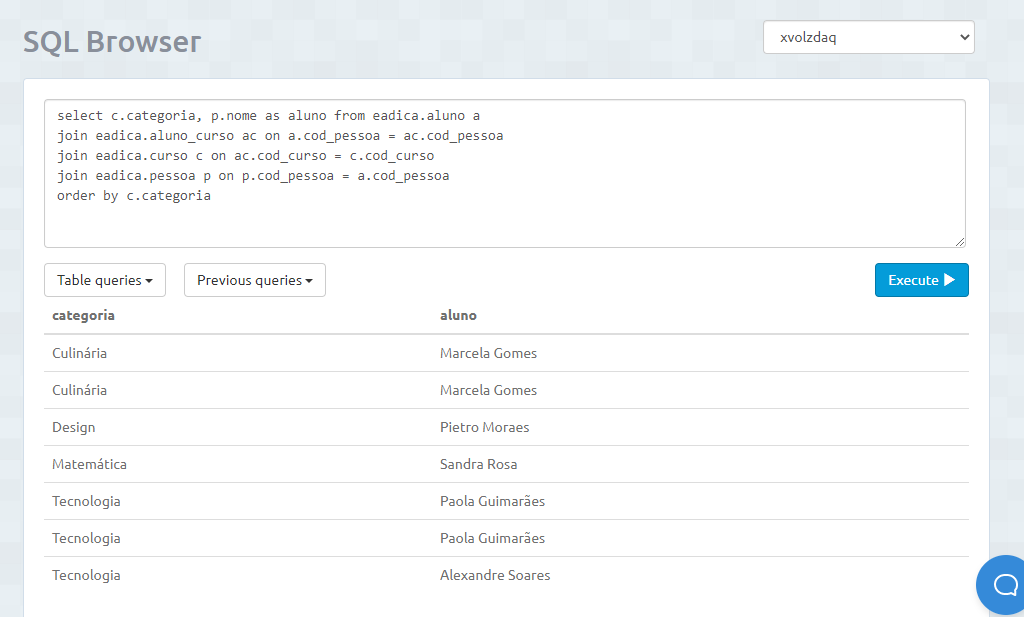 SQL Browser
xvolzdaq
select c.categoria, p.nome as aluno from eadica.aluno a
join eadica.aluno_curso ac on a.cod_pessoa = ac.cod_pessoa
join eadica.curso c on ac.cod_curso = c.cod_curso
join eadica.pessoa p on p.cod_pessoa = a.cod_pessoa
order by c.categoria
Table queries
Previous queries
Execute
categoria aluno
Culinária Marcela Gomes
Culinária Marcela Gomes
Design Pietro Moraes
Matemática Sandra Rosa
Tecnologia Paola Guimarães
Tecnologia Paola Guimarães
Tecnologia Alexandre Soares